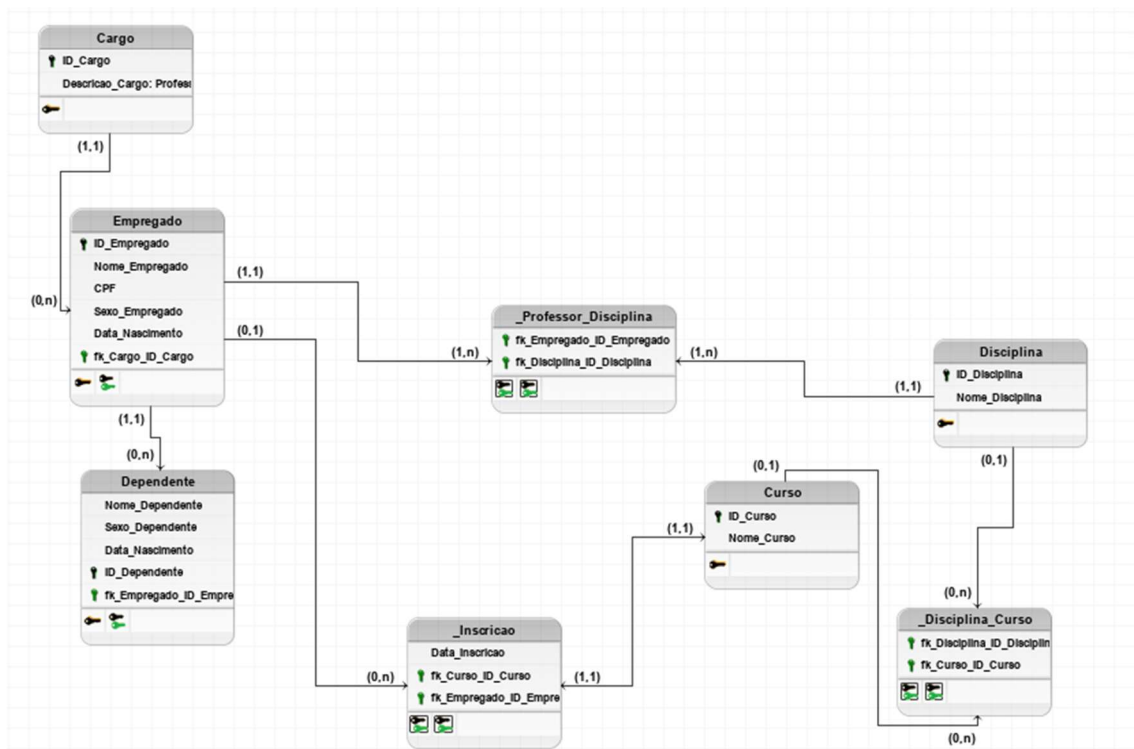 Cargo
ID_Cargo
Descricao_Cargo: Profess
(1,1)
Empregado
ID_Empregado
Nome_Empregado
CPF
Sexo_Empregado
Data_Nascimento
fk_Cargo_ID_Cargo
(0,n)
(1,1)
(0,1)
(1,1)
(0,n)
_Professor_Disciplina
fk_Empregado_ID_Empregado
fk_Disciplina_ID_Disciplina
(1,n)
(1,n)
Disciplina
ID_Disciplina
Nome_Disciplina
(1,1)
(0,1)
Dependente
Nome_Dependente
Sexo_Dependente
Data_Nascimento
ID_Dependente
fk_Empregado_ID_Empre
(0,1)
Curso
ID_Curso
Nome_Curso
(1,1)
_Inscricao
Data_Inscricao
fk_Curso_ID_Curso
fk_Empregado_ID_Empre
(0,n)
(1,1)
(0,n)
_Disciplina_Curso
fk_Disciplina_ID_Disciplin
fk_Curso_ID_Curso
(0,n)